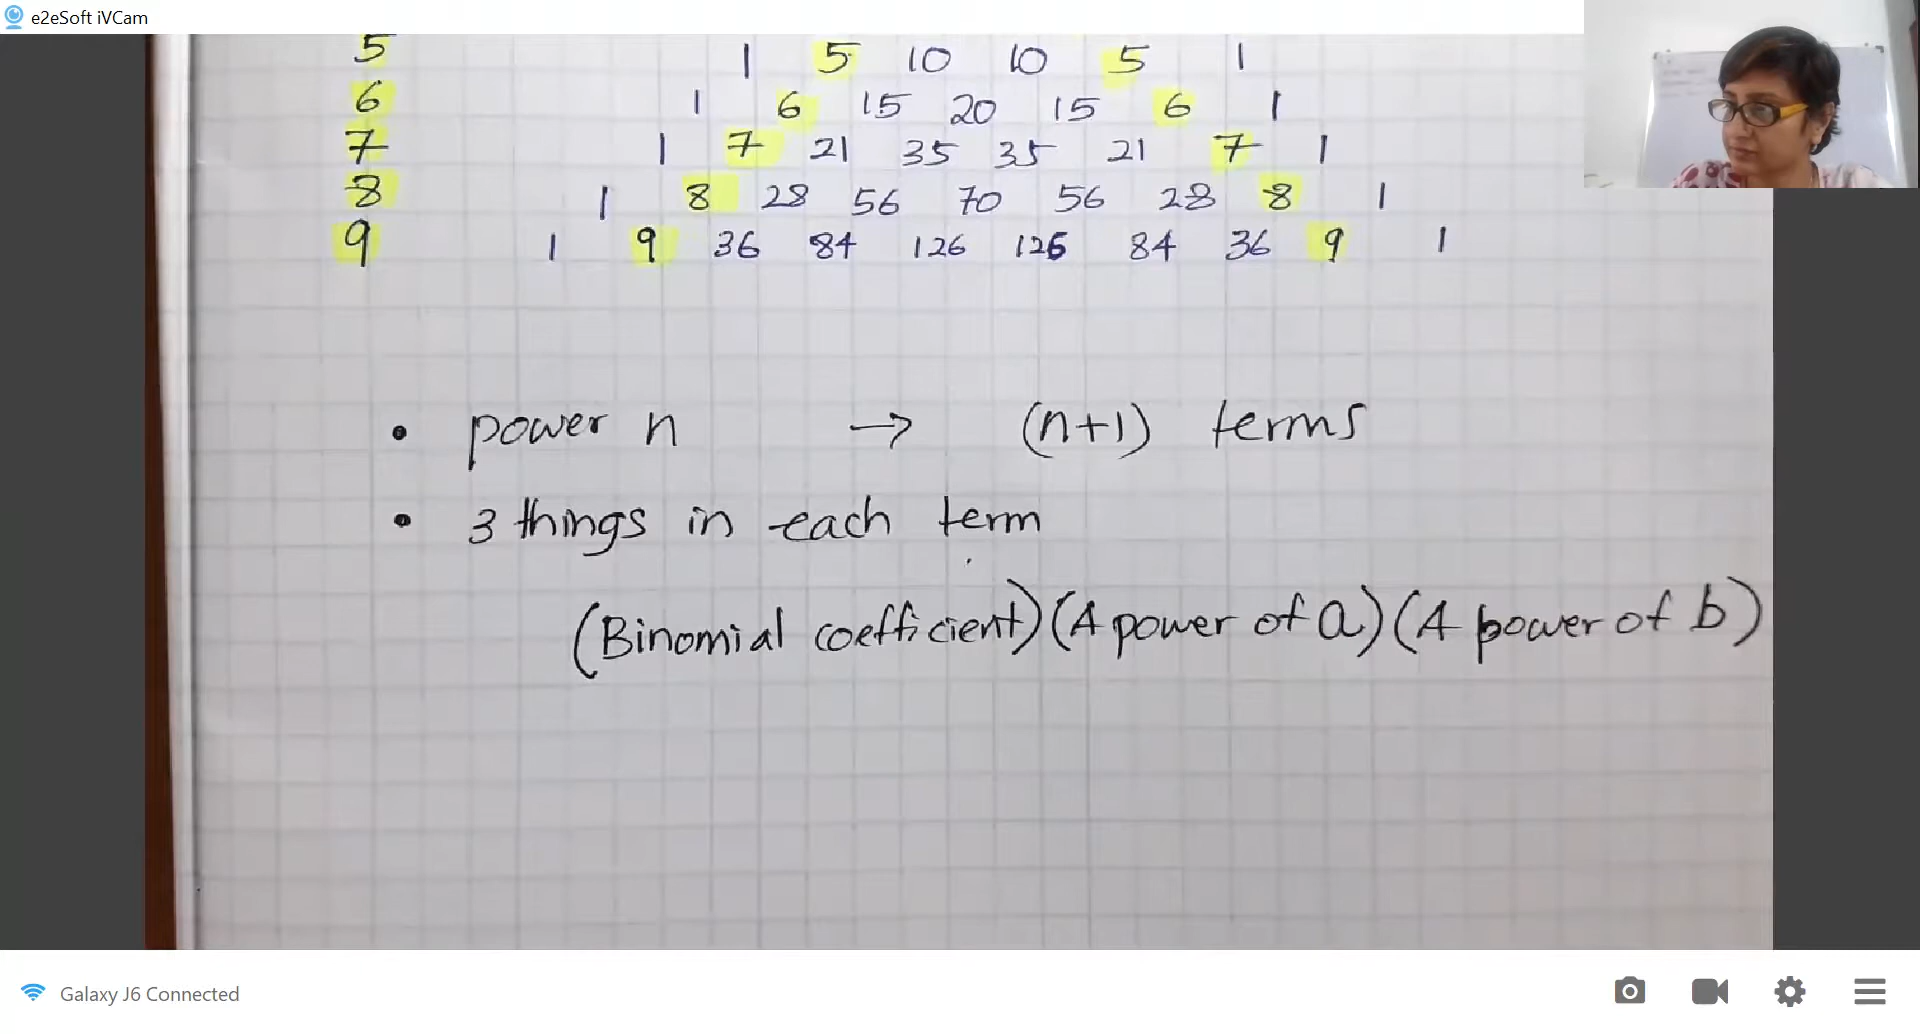 e2eSoft iVCam
5 1 5 10 10 5 1
6 1 6 15 20 15 6 1
7 1 7 21 35 35 21 7 1
8 1 8 28 56 70 56 28 8 1
9 1 9 36 84 126 126 84 36 9 1
• power n → (n+1) terms
• 3 things in each term
(Binomial coefficient)(A power of a)(A power of b)
Galaxy J6 Connected